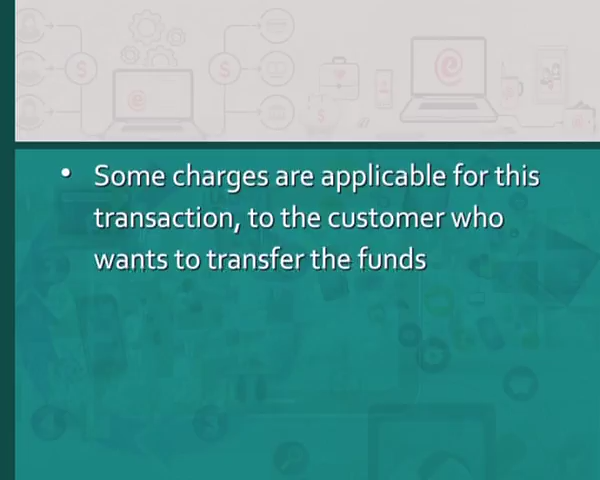 • Some charges are applicable for this
transaction, to the customer who
wants to transfer the funds